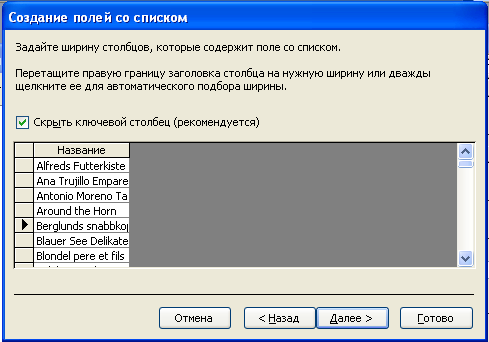 Создание полей со списком
Задайте ширину столбцов, которые содержит поле со списком.
Перетащите правую границу заголовка столбца на нужную ширину или дважды
щелкните ее для автоматического подбора ширины.
Скрыть ключевой столбец (рекомендуется)
Название
Alfreds Futterkiste
Ana Trujillo Empare
Antonio Moreno Ta
Around the Horn
Berglunds snabbkop
Blauer See Delikate
Blondel pere et fils
Отмена
< Назад
Далее >
Готово